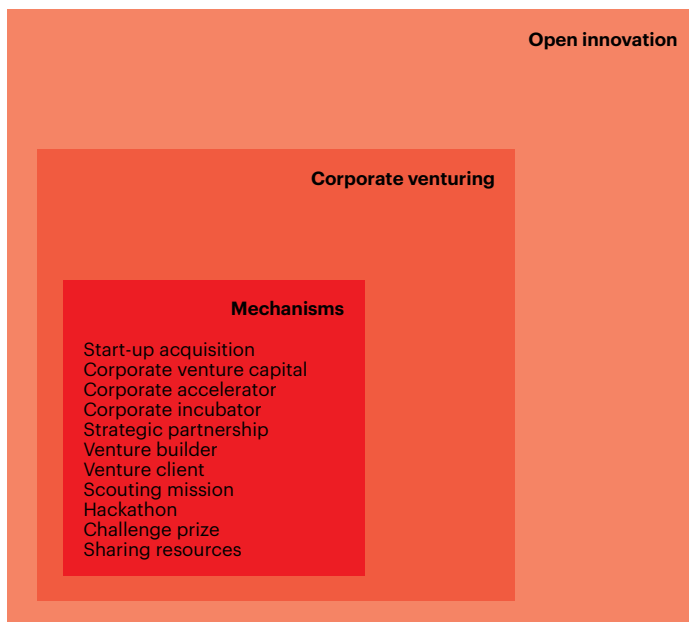 Open innovation
Corporate venturing
Mechanisms
Start-up acquisition
Corporate venture capital
Corporate accelerator
Corporate incubator
Strategic partnership
Venture builder
Venture client
Scouting mission
Hackathon
Challenge prize
Sharing resources